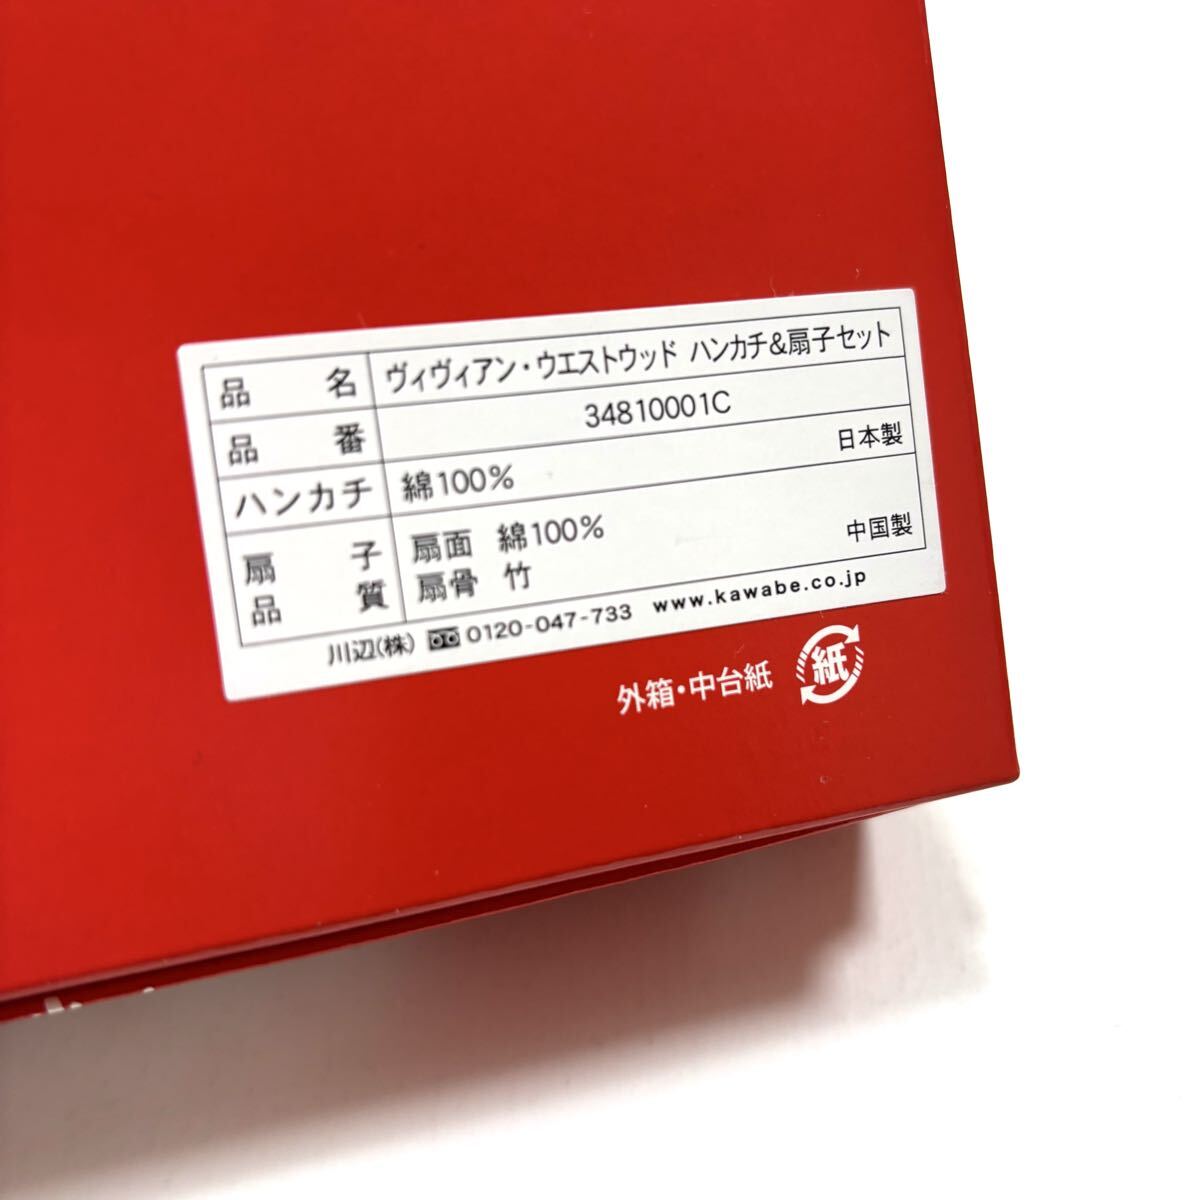 品名 ヴィヴィアン・ウエストウッド ハンカチ&扇子セット
品番 34810001C
ハンカチ 綿100% 日本製
扇子 扇面 綿100%
品質 扇骨 竹 中国製
川辺(株) 0120-047-733 www.kawabe.co.jp
外箱・中台紙 紙